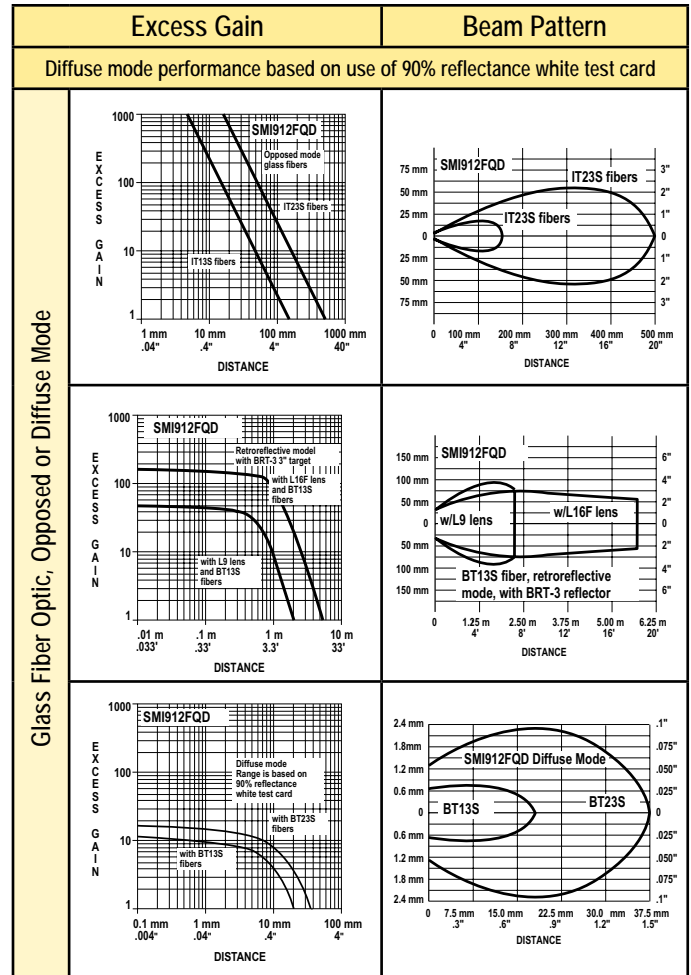 Excess Gain
Beam Pattern
Diffuse mode performance based on use of 90% reflectance white test card
Glass Fiber Optic, Opposed or Diffuse Mode
1000
100
10
1
EXCESS GAIN
SMI912FQD
Opposed mode
glass fibers
IT23S fibers
IT13S fibers
1 mm 10 mm 100 mm 1000 mm
.04" .4" 4" 40"
DISTANCE
75 mm 3"
50 mm 2"
25 mm 1"
0 0
25 mm 1"
50 mm 2"
75 mm 3"
SMI912FQD
IT23S fibers
IT23S fibers
0 100 mm 200 mm 300 mm 400 mm 500 mm
4" 8" 12" 16" 20"
DISTANCE
1000
100
10
1
EXCESS GAIN
SMI912FQD
Retroreflective model
with BRT-3 3" target
with L16F lens
and BT13S
fibers
with L9 lens
and BT13S
fibers
.01 m .1 m 1 m 10 m
.033' .33' 3.3' 33'
DISTANCE
150 mm 6"
100 mm 4"
50 mm 2"
0 0
50 mm 2"
100 mm 4"
150 mm 6"
SMI912FQD
w/L9 lens
w/L16F lens
BT13S fiber, retroreflective
mode, with BRT-3 reflector
0 1.25 m 2.50 m 3.75 m 5.00 m 6.25 m
4' 8' 12' 16' 20'
DISTANCE
1000
100
10
1
EXCESS GAIN
SMI912FQD
Diffuse mode
Range is based on
90% reflectance
white test card
with BT23S
fibers
with BT13S
fibers
0.1 mm 1 mm 10 mm 100 mm
.004" .04" .4" 4"
DISTANCE
2.4 mm .1"
1.8mm .075"
1.2 mm .050"
0.6 mm .025"
0 0
0.6 mm .025"
1.2 mm .050"
1.8 mm .075"
2.4 mm .1"
SMI912FQD Diffuse Mode
BT13S
BT23S
0 7.5 mm 15.0 mm 22.5 mm 30.0 mm 37.5 mm
.3" .6" .9" 1.2" 1.5"
DISTANCE